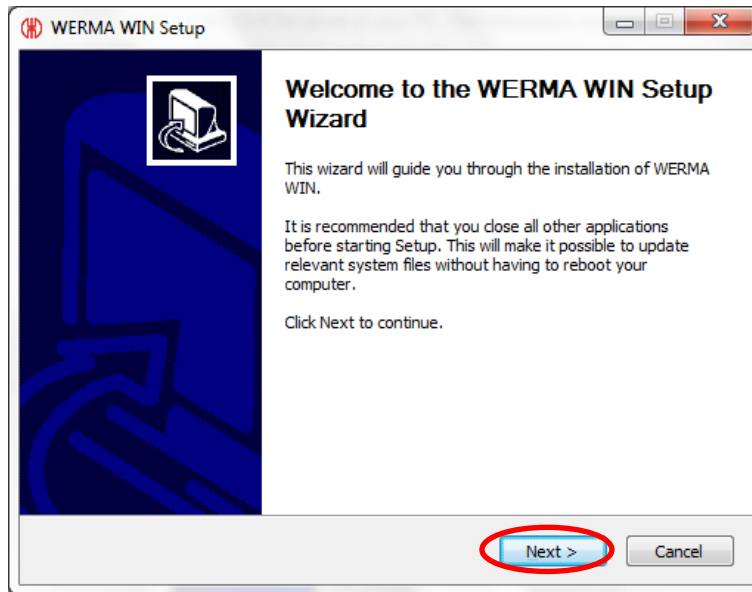 WERMA WIN Setup
Welcome to the WERMA WIN Setup
Wizard
This wizard will guide you through the installation of WERMA
WIN.
It is recommended that you close all other applications
before starting Setup. This will make it possible to update
relevant system files without having to reboot your
computer.
Click Next to continue.
Next > Cancel